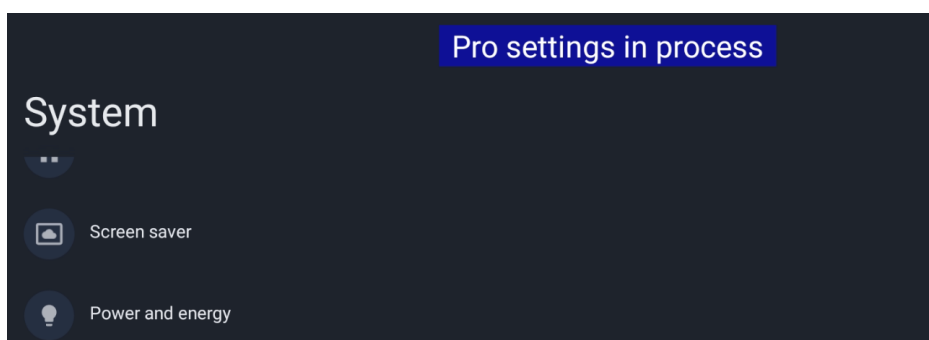 Pro settings in process
System
Screen saver
Power and energy